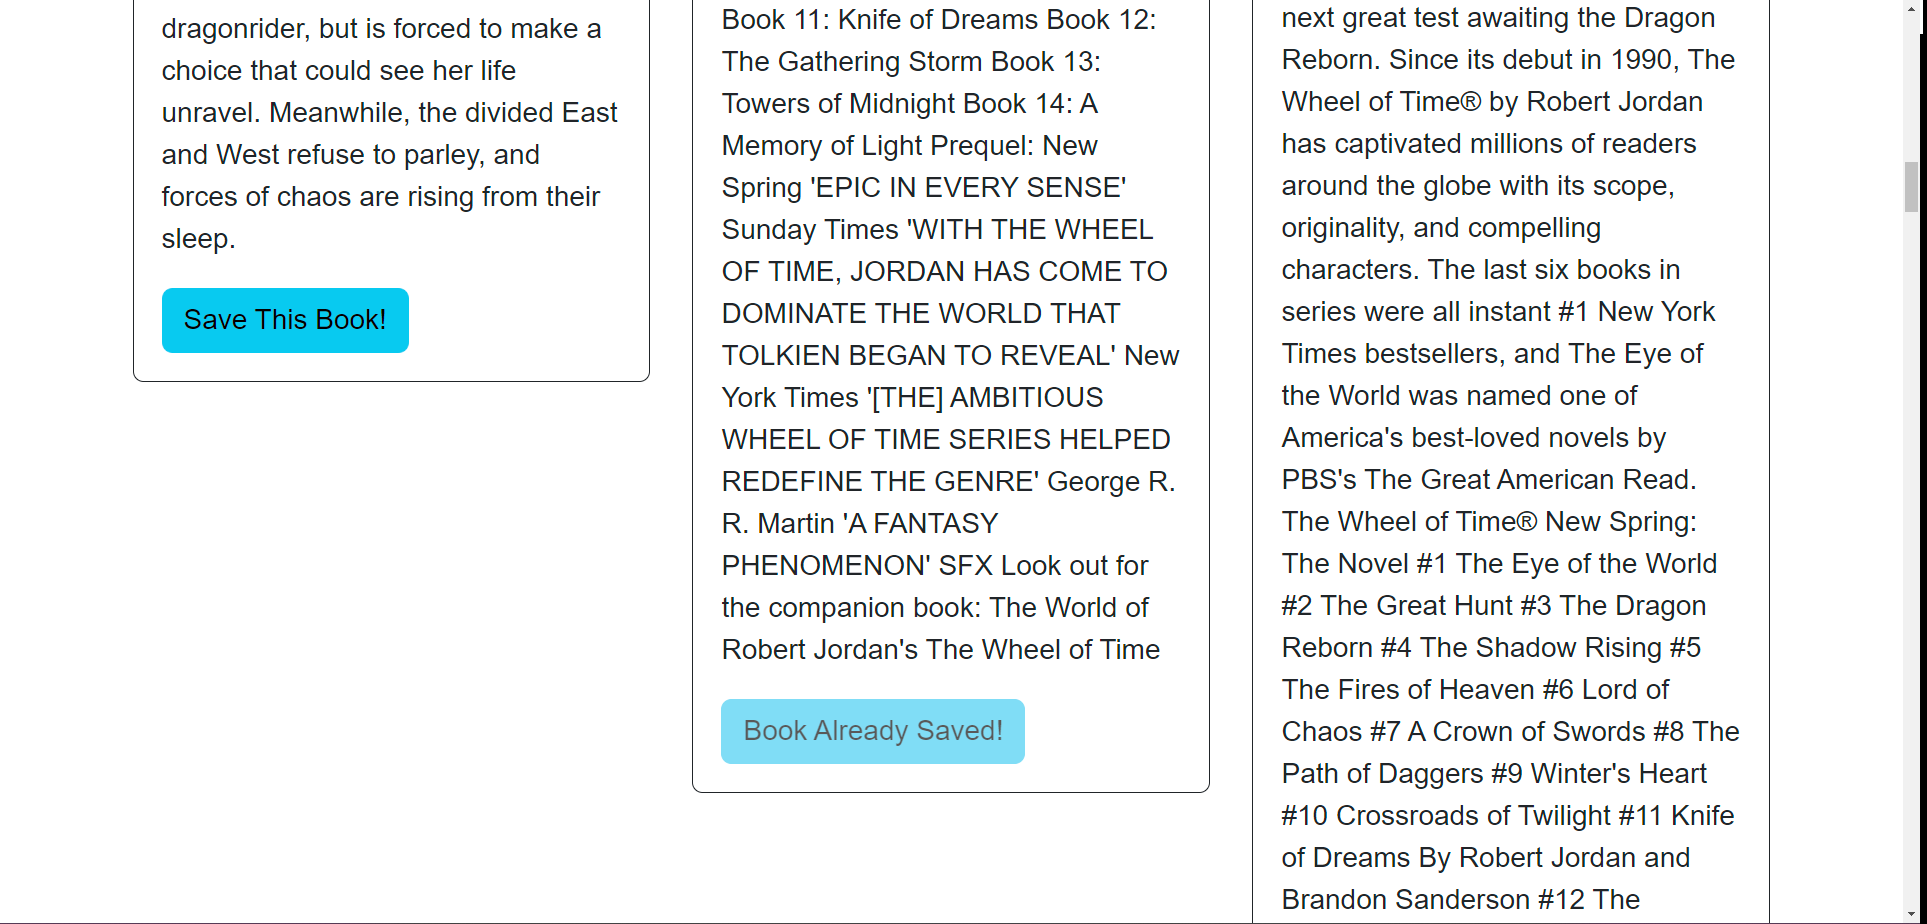 dragonrider, but is forced to make a
choice that could see her life
unravel. Meanwhile, the divided East
and West refuse to parley, and
forces of chaos are rising from their
sleep.
Save This Book!
Book 11: Knife of Dreams Book 12:
The Gathering Storm Book 13:
Towers of Midnight Book 14: A
Memory of Light Prequel: New
Spring 'EPIC IN EVERY SENSE'
Sunday Times 'WITH THE WHEEL
OF TIME, JORDAN HAS COME TO
DOMINATE THE WORLD THAT
TOLKIEN BEGAN TO REVEAL' New
York Times '[THE] AMBITIOUS
WHEEL OF TIME SERIES HELPED
REDEFINE THE GENRE' George R.
R. Martin 'A FANTASY
PHENOMENON' SFX Look out for
the companion book: The World of
Robert Jordan's The Wheel of Time
Book Already Saved!
next great test awaiting the Dragon
Reborn. Since its debut in 1990, The
Wheel of Time® by Robert Jordan
has captivated millions of readers
around the globe with its scope,
originality, and compelling
characters. The last six books in
series were all instant #1 New York
Times bestsellers, and The Eye of
the World was named one of
America's best-loved novels by
PBS's The Great American Read.
The Wheel of Time® New Spring:
The Novel #1 The Eye of the World
#2 The Great Hunt #3 The Dragon
Reborn #4 The Shadow Rising #5
The Fires of Heaven #6 Lord of
Chaos #7 A Crown of Swords #8 The
Path of Daggers #9 Winter's Heart
#10 Crossroads of Twilight #11 Knife
of Dreams By Robert Jordan and
Brandon Sanderson #12 The